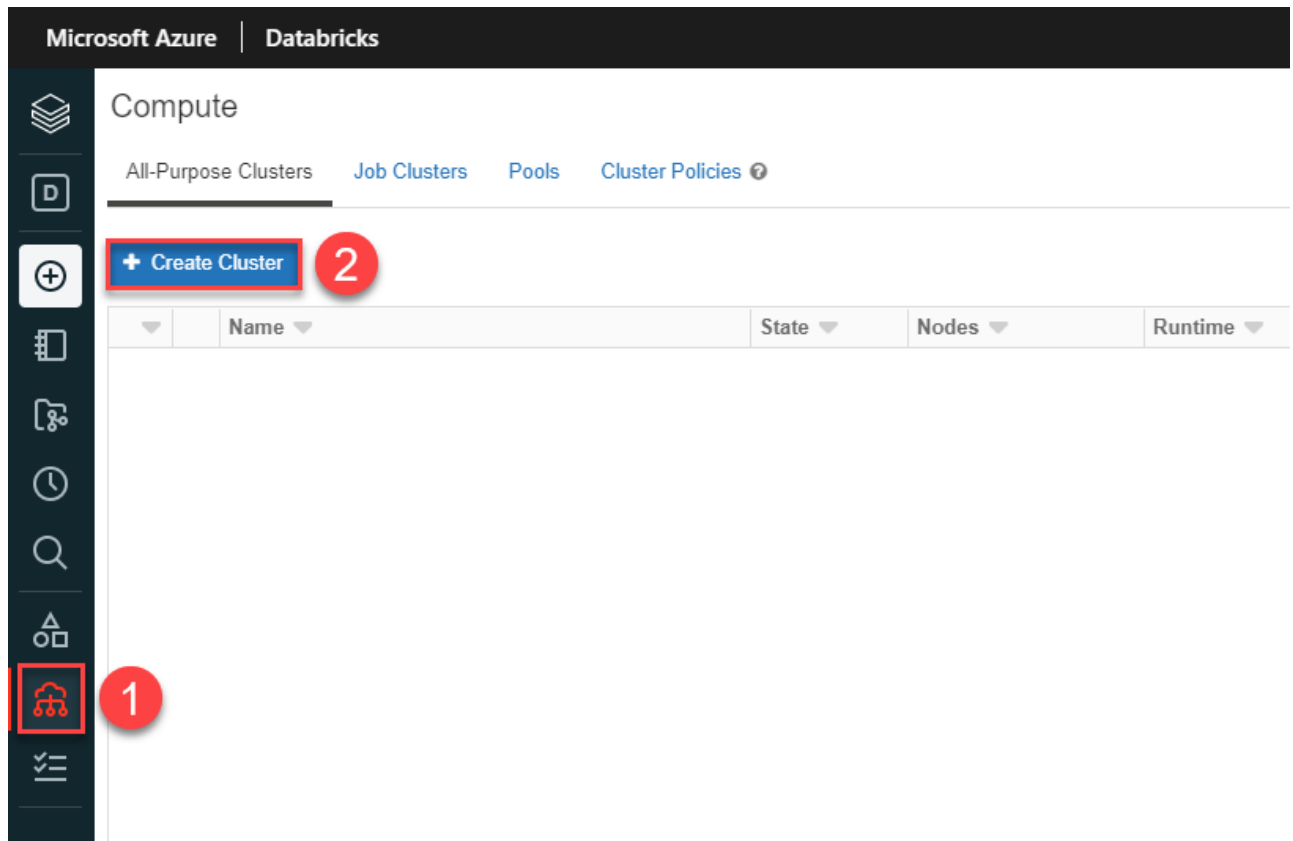 Microsoft Azure Databricks
Compute
D
All-Purpose Clusters Job Clusters Pools Cluster Policies ?
+ Create Cluster 2
Name State Nodes Runtime
1